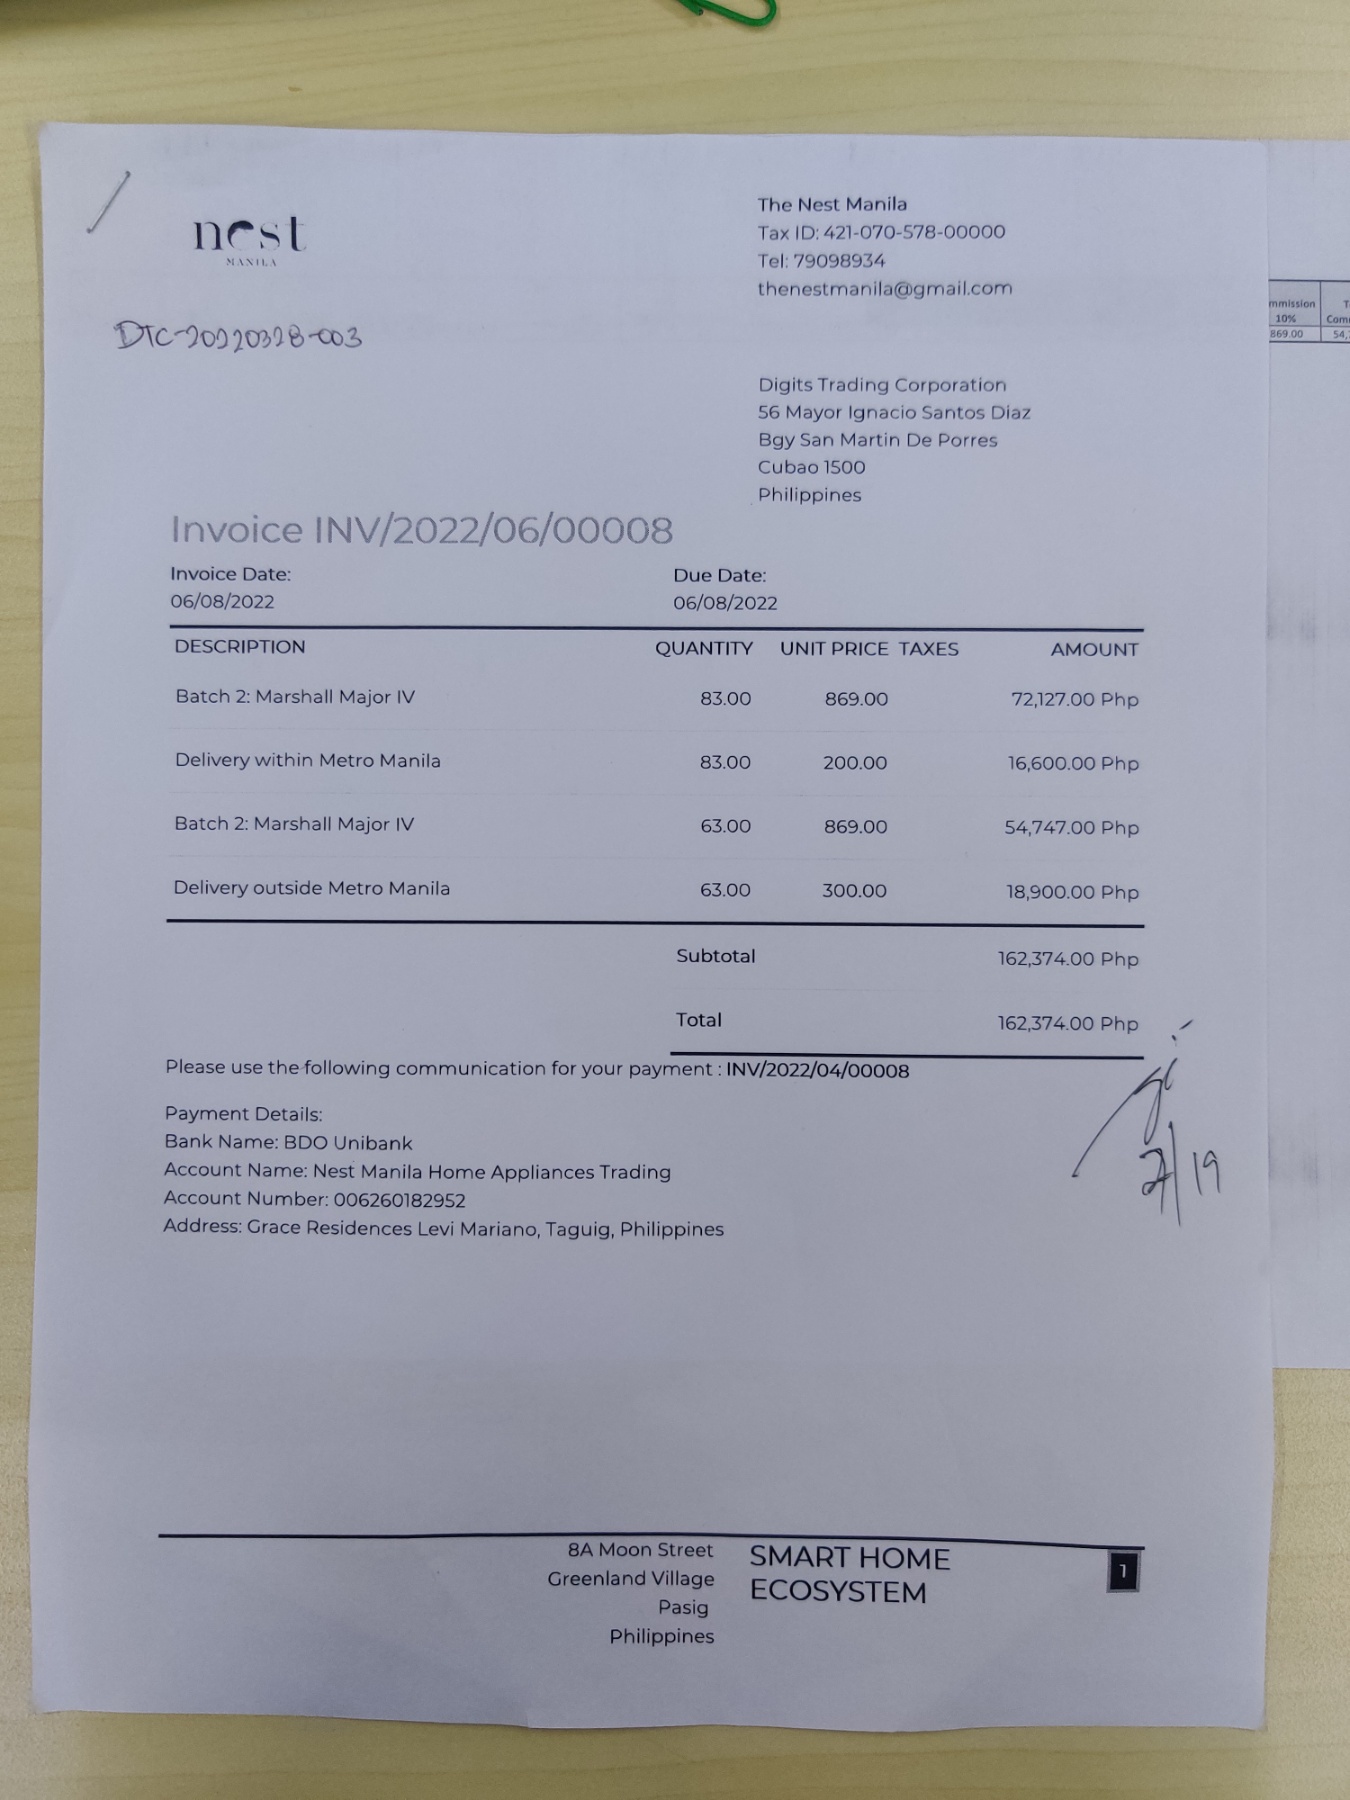 nest
MANILA
The Nest Manila
Tax ID: 421-070-578-00000
Tel: 79098934
thenestmanila@gmail.com
DTC-20220328-003
Digits Trading Corporation
56 Mayor Ignacio Santos Diaz
Bgy San Martin De Porres
Cubao 1500
Philippines
Invoice INV/2022/06/00008
Invoice Date: Due Date:
06/08/2022 06/08/2022
DESCRIPTION QUANTITY UNIT PRICE TAXES AMOUNT
Batch 2: Marshall Major IV 83.00 869.00 72,127.00 Php
Delivery within Metro Manila 83.00 200.00 16,600.00 Php
Batch 2: Marshall Major IV 63.00 869.00 54,747.00 Php
Delivery outside Metro Manila 63.00 300.00 18,900.00 Php
Subtotal 162,374.00 Php
Total 162,374.00 Php
Please use the following communication for your payment : INV/2022/04/00008
Payment Details:
Bank Name: BDO Unibank
Account Name: Nest Manila Home Appliances Trading
Account Number: 006260182952
Address: Grace Residences Levi Mariano, Taguig, Philippines
7/19
8A Moon Street
Greenland Village
Pasig
Philippines
SMART HOME
ECOSYSTEM
1
mmission
10%
869.00
54,